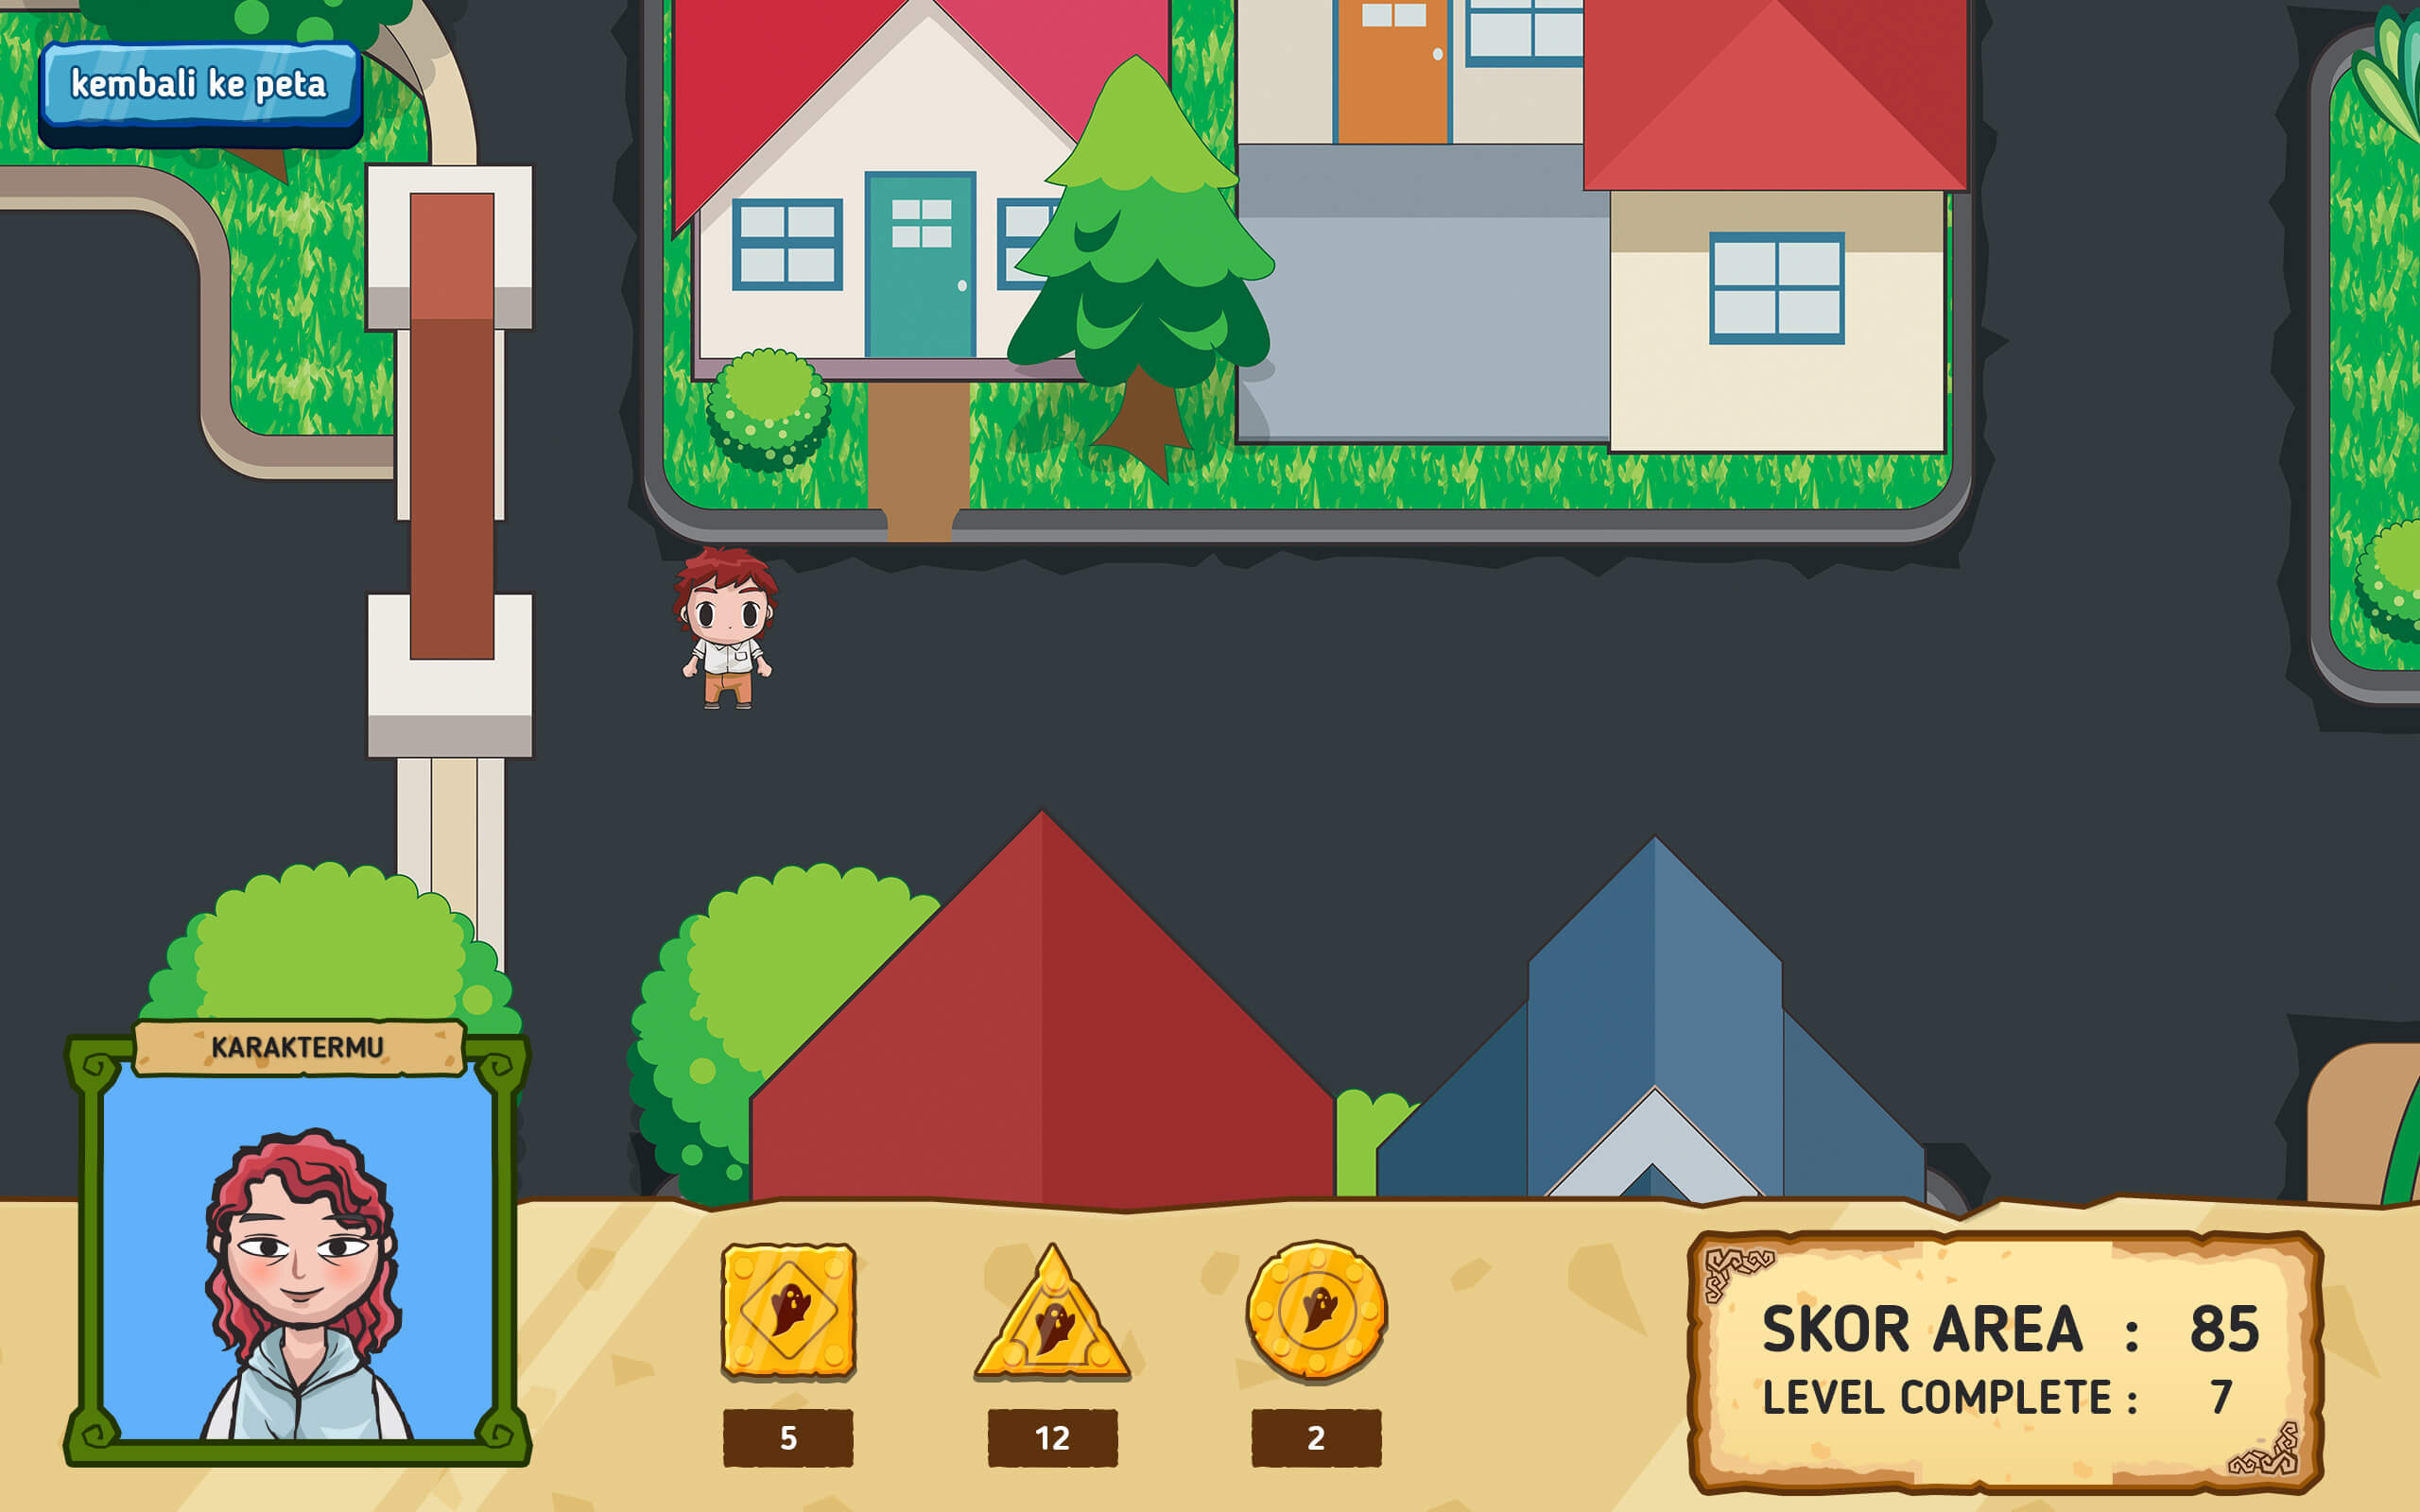 kembali ke peta
KARAKTERMU
5
12
2
SKOR AREA : 85
LEVEL COMPLETE : 7